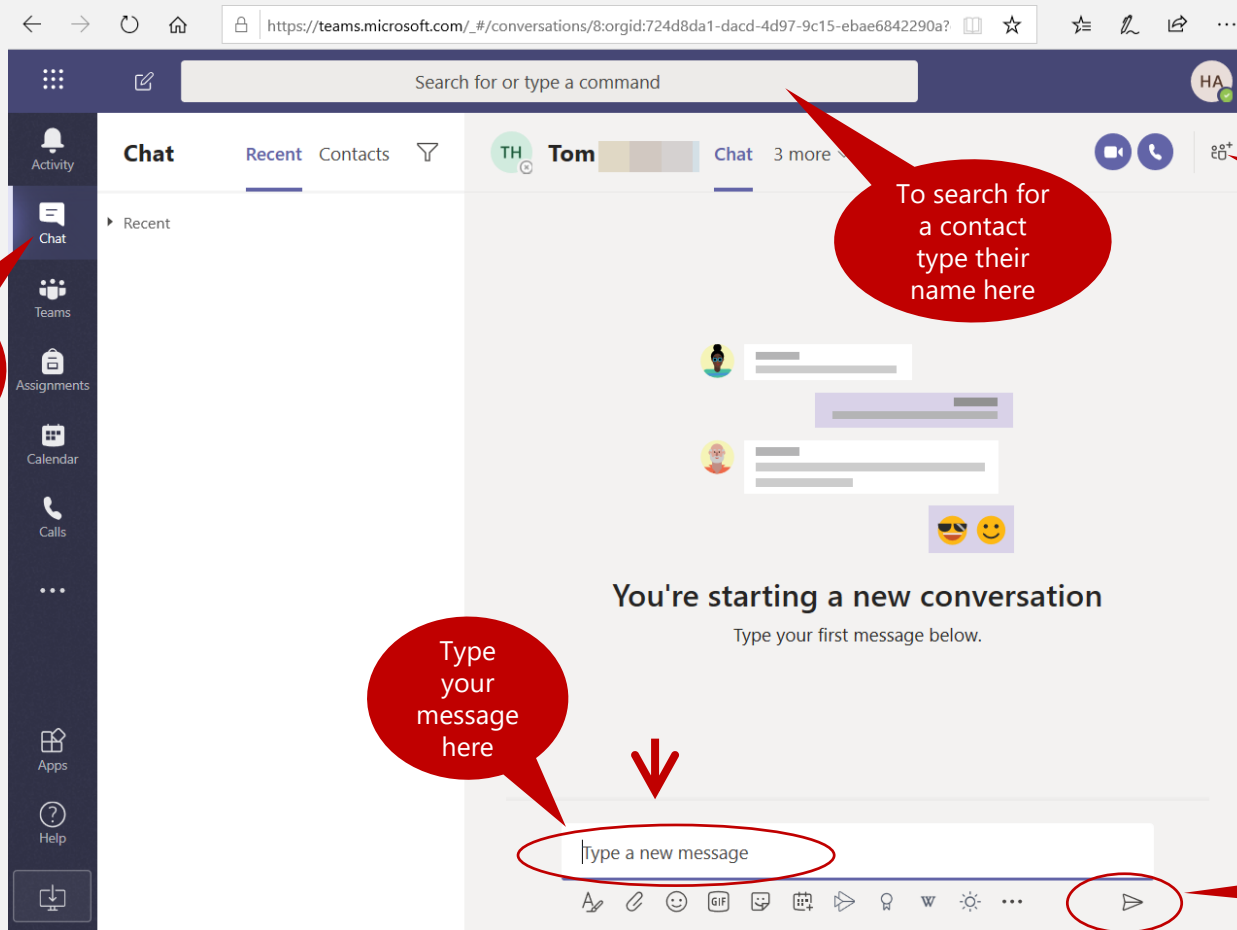 https://teams.microsoft.com/_#/conversations/8:orgid:724d8da1-dacd-4d97-9c15-ebae6842290a?
Search for or type a command
HA
Activity
Chat
Teams
Assignments
Calendar
Calls
Apps
Help
Chat
Recent
Contacts
Recent
TH
Tom
Chat
3 more
To search for
a contact
type their
name here
You're starting a new conversation
Type your first message below.
Type
your
message
here
Type a new message
GIF
W